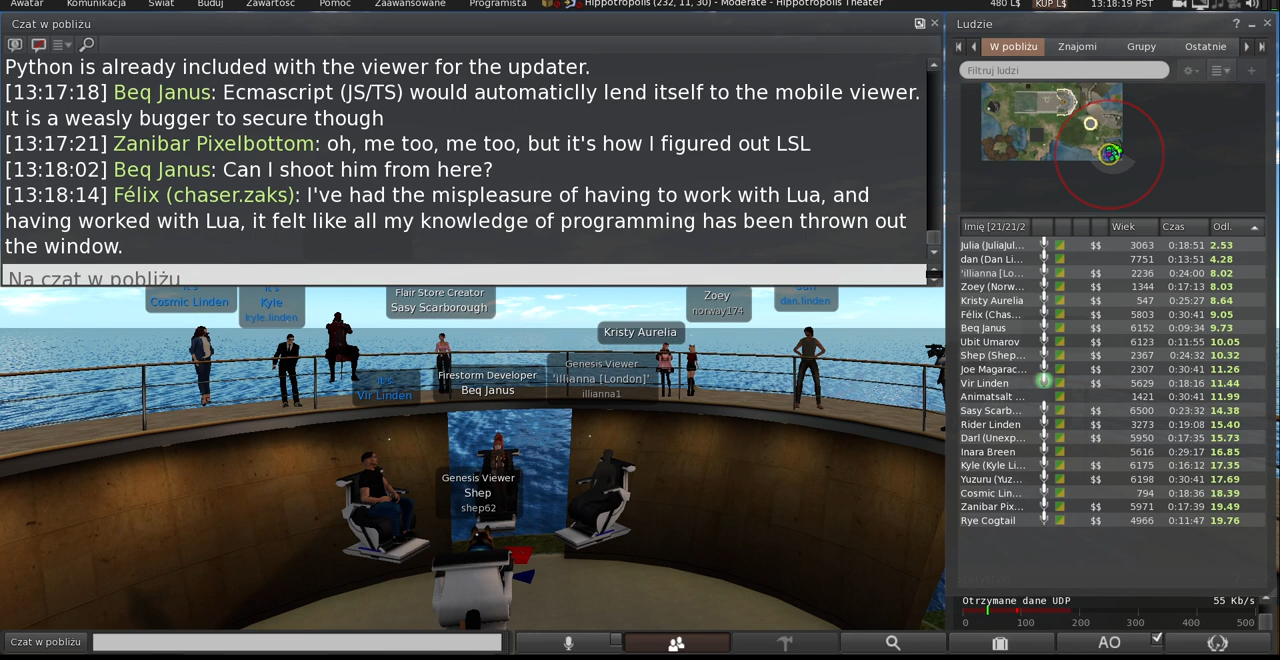 Awatar Komunikacja Świat Buduj Zawartość Pomoc Zaawansowane Programista Hippotropolis (232, 11, 30) - Moderate - Hippotropolis Theater 480 L$ KUP L$ 13:18:19 PST
Czat w pobliżu
Python is already included with the viewer for the updater.
[13:17:18] Beq Janus: Ecmascript (JS/TS) would automaticlly lend itself to the mobile viewer.
It is a weasly bugger to secure though
[13:17:21] Zanibar Pixelbottom: oh, me too, me too, but it's how I figured out LSL
[13:18:02] Beq Janus: Can I shoot him from here?
[13:18:14] Félix (chaser.zaks): I've had the mispleasure of having to work with Lua, and
having worked with Lua, it felt like all my knowledge of programming has been thrown out
the window.
Na czat w pobliżu
It's
Cosmic Linden
It's
Kyle
kyle.linden
Flair Store Creator
Sasy Scarborough
Zoey
norway174
dan.linden
Kristy Aurelia
It's
Vir Linden
Firestorm Developer
Beq Janus
Genesis Viewer
'illianna [London]'
illianna1
Genesis Viewer
Shep
shep62
Czat w pobliżu
Ludzie
W pobliżu Znajomi Grupy Ostatnie
Filtruj ludzi
Imię [21/21/2 Wiek Czas Odl.
Julia (JuliaJul... $$ 3063 0:18:51 2.53
dan (Dan Li... 7751 0:13:51 4.28
'illianna [Lo... $$ 2236 0:24:00 8.02
Zoey (Norw... $$ 1344 0:17:13 8.03
Kristy Aurelia 547 0:25:27 8.64
Félix (Chas... $$ 5803 0:30:41 9.05
Beq Janus $$ 6152 0:09:34 9.73
Ubit Umarov $$ 6123 0:11:55 10.05
Shep (Shep... $$ 2367 0:24:32 10.32
Joe Magarac... $$ 2307 0:30:41 11.26
Vir Linden $$ 5629 0:18:16 11.44
Animatsalt ... 1421 0:30:41 11.99
Sasy Scarb... $$ 6500 0:23:32 14.38
Rider Linden $$ 3273 0:19:08 15.40
Darl (Unexp... $$ 5950 0:17:35 15.73
Inara Breen 5616 0:29:17 16.85
Kyle (Kyle Li... $$ 6175 0:16:12 17.35
Yuzuru (Yuz... $$ 6198 0:30:41 17.69
Cosmic Lin... 794 0:18:36 18.39
Zanibar Pix... $$ 5971 0:17:39 19.49
Rye Cogtail $$ 4966 0:11:47 19.76
Otrzymane dane UDP 55 Kb/s
0 100 200 300 400 500
AO